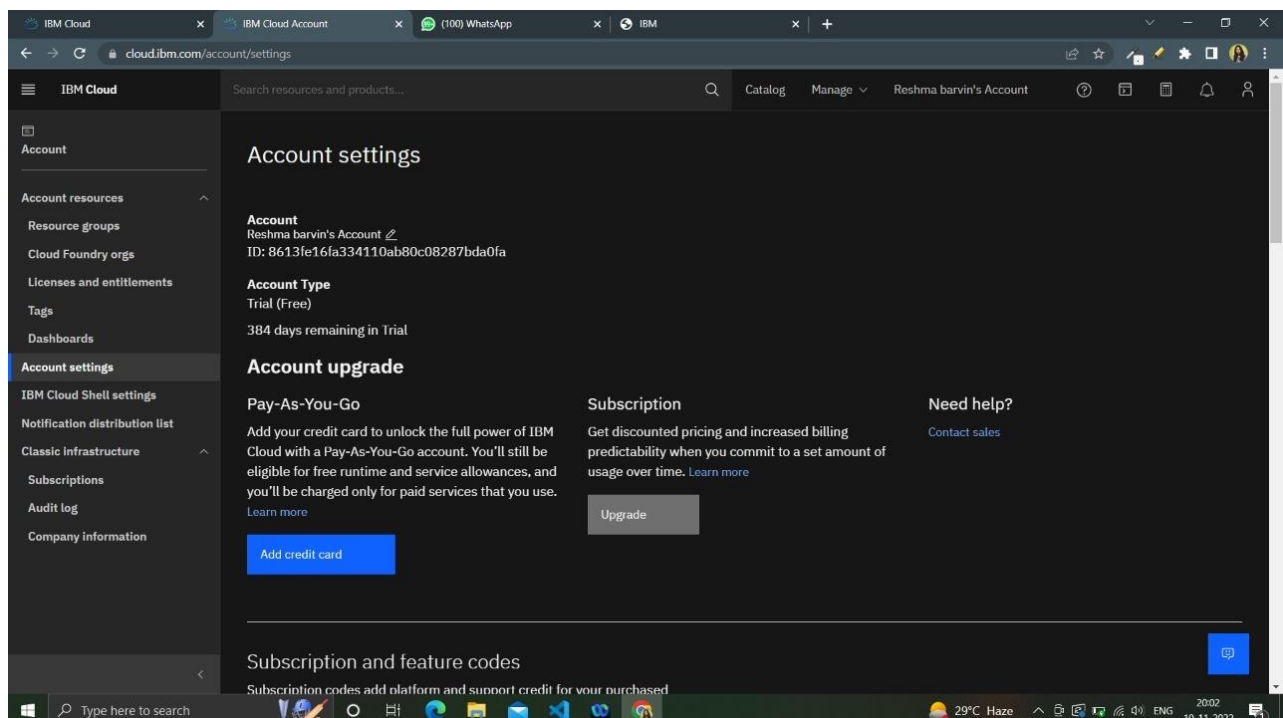 IBM Cloud
IBM Cloud Account
(100) WhatsApp
IBM
cloud.ibm.com/account/settings
IBM Cloud
Search resources and products...
Catalog
Manage
Reshma barvin's Account
Account
Account resources
Resource groups
Cloud Foundry orgs
Licenses and entitlements
Tags
Dashboards
Account settings
IBM Cloud Shell settings
Notification distribution list
Classic infrastructure
Subscriptions
Audit log
Company information
Account settings
Account
Reshma barvin's Account
ID: 8613fe16fa334110ab80c08287bda0fa
Account Type
Trial (Free)
384 days remaining in Trial
Account upgrade
Pay-As-You-Go
Add your credit card to unlock the full power of IBM
Cloud with a Pay-As-You-Go account. You'll still be
eligible for free runtime and service allowances, and
you'll be charged only for paid services that you use.
Learn more
Add credit card
Subscription
Get discounted pricing and increased billing
predictability when you commit to a set amount of
usage over time. Learn more
Upgrade
Need help?
Contact sales
Subscription and feature codes
Subscription codes add platform and support credit for your purchased
Type here to search
29°C Haze
ENG
20:02